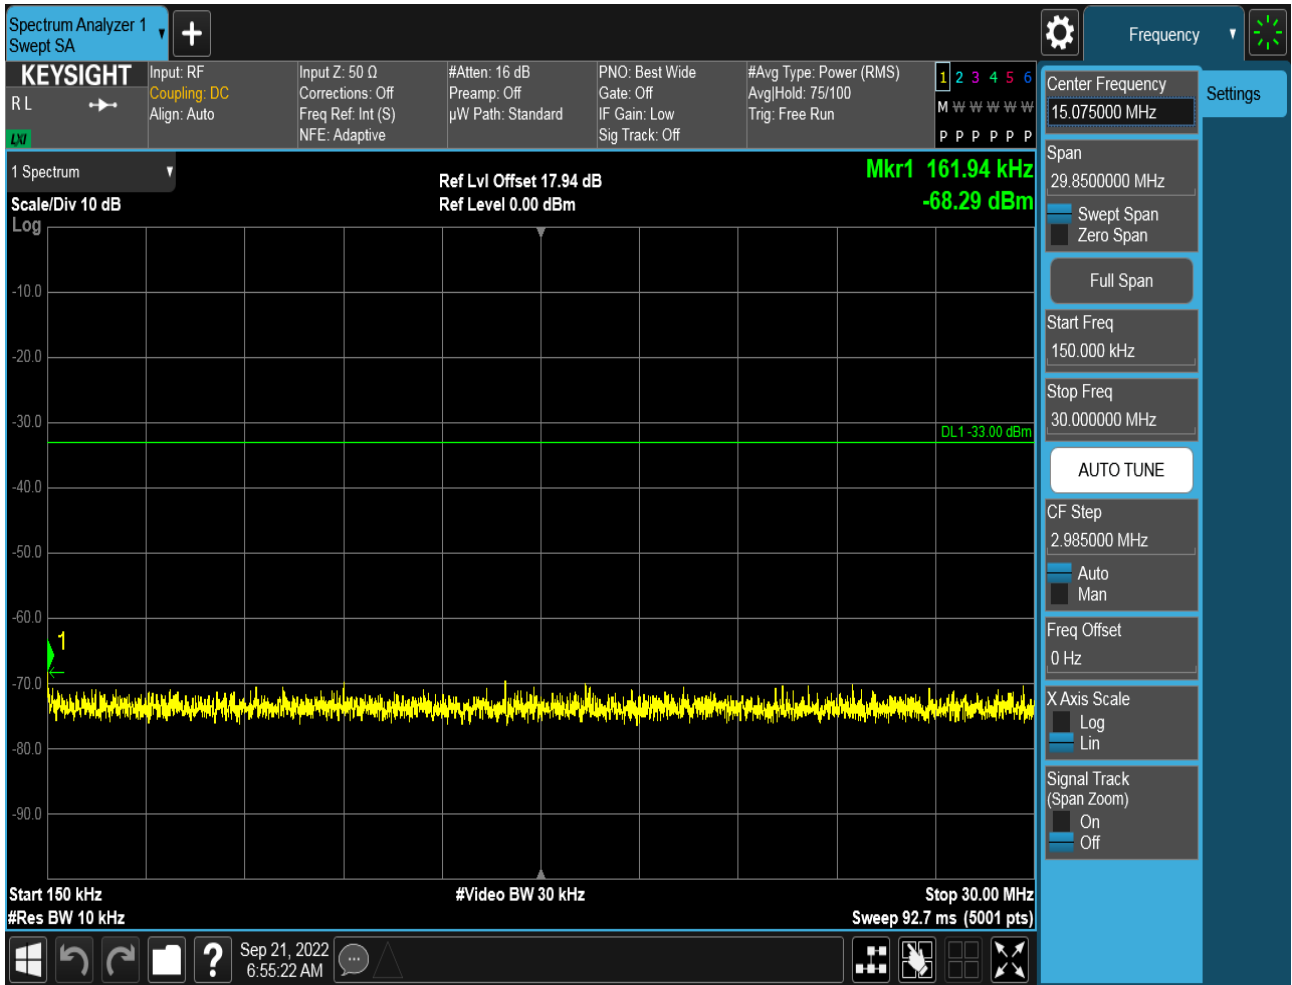 Spectrum Analyzer 1
Swept SA
+
Frequency
KEYSIGHT
R L
LXI
Input: RF
Coupling: DC
Align: Auto
Input Z: 50 Ω
Corrections: Off
Freq Ref: Int (S)
NFE: Adaptive
#Atten: 16 dB
Preamp: Off
µW Path: Standard
PNO: Best Wide
Gate: Off
IF Gain: Low
Sig Track: Off
#Avg Type: Power (RMS)
Avg|Hold: 75/100
Trig: Free Run
1 2 3 4 5 6
M W W W W W
P P P P P P
1 Spectrum
Scale/Div 10 dB
Log
Ref Lvl Offset 17.94 dB
Ref Level 0.00 dBm
Mkr1 161.94 kHz
-68.29 dBm
-10.0
-20.0
-30.0
DL1 -33.00 dBm
-40.0
-50.0
-60.0
1
-70.0
-80.0
-90.0
Start 150 kHz
#Video BW 30 kHz
Stop 30.00 MHz
#Res BW 10 kHz
Sweep 92.7 ms (5001 pts)
?
Sep 21, 2022
6:55:22 AM
Center Frequency
15.075000 MHz
Settings
Span
29.8500000 MHz
Swept Span
Zero Span
Full Span
Start Freq
150.000 kHz
Stop Freq
30.000000 MHz
AUTO TUNE
CF Step
2.985000 MHz
Auto
Man
Freq Offset
0 Hz
X Axis Scale
Log
Lin
Signal Track
(Span Zoom)
On
Off